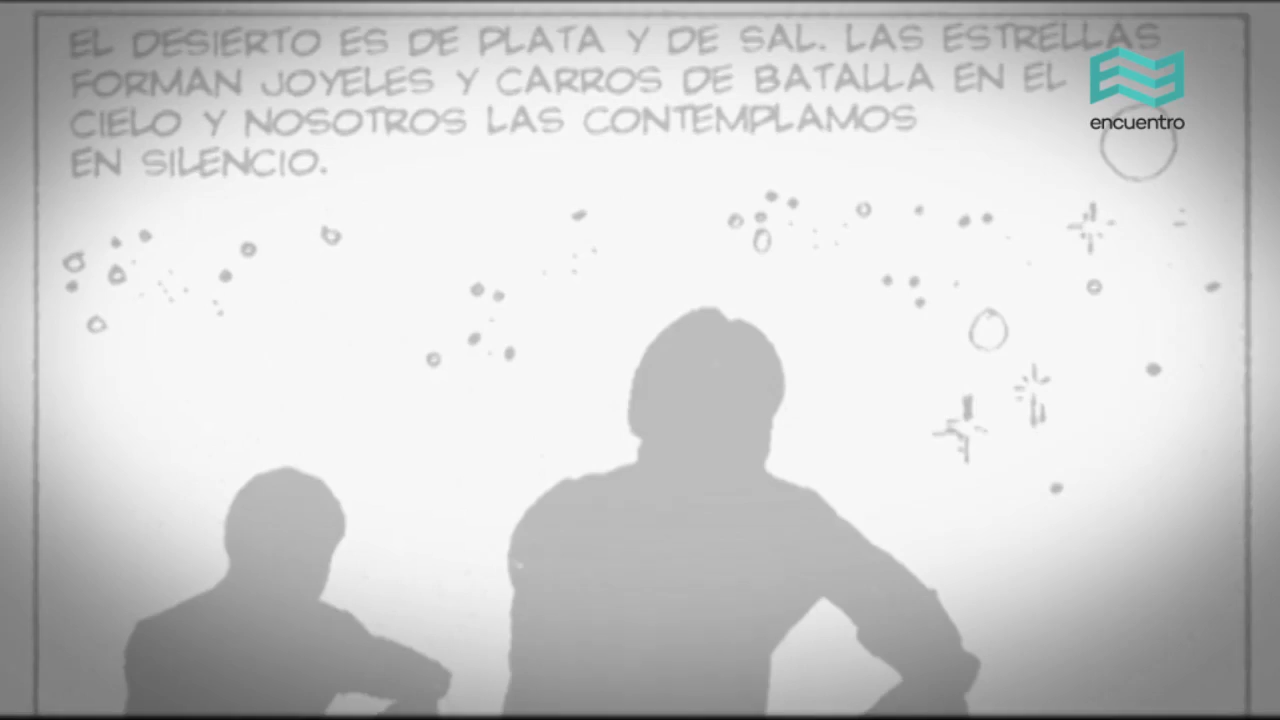 EL DESIERTO ES DE PLATA Y DE SAL. LAS ESTRELLAS
FORMAN JOYELES Y CARROS DE BATALLA EN EL
CIELO Y NOSOTROS LAS CONTEMPLAMOS
EN SILENCIO.
encuentro